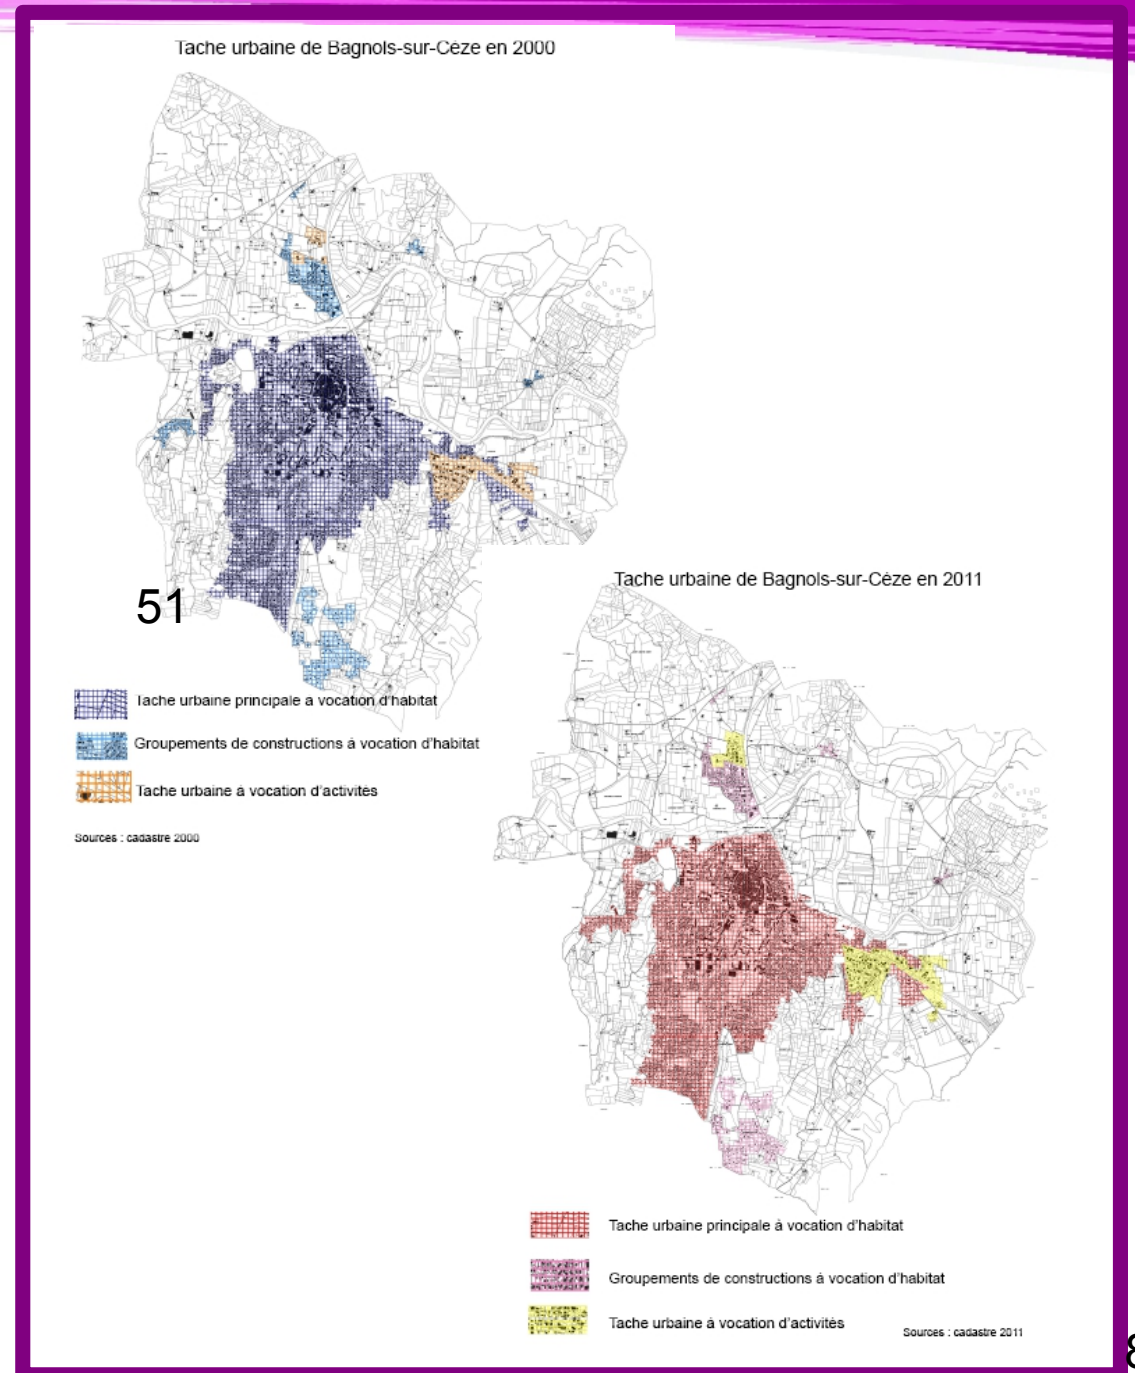 Tache urbaine de Bagnols-sur-Cèze en 2000
51
Tache urbaine principale à vocation d'habitat
Groupements de constructions à vocation d'habitat
Tache urbaine à vocation d'activités
Sources : cadastre 2000
Tache urbaine de Bagnols-sur-Cèze en 2011
Tache urbaine principale à vocation d'habitat
Groupements de constructions à vocation d'habitat
Tache urbaine à vocation d'activités
Sources : cadastre 2011